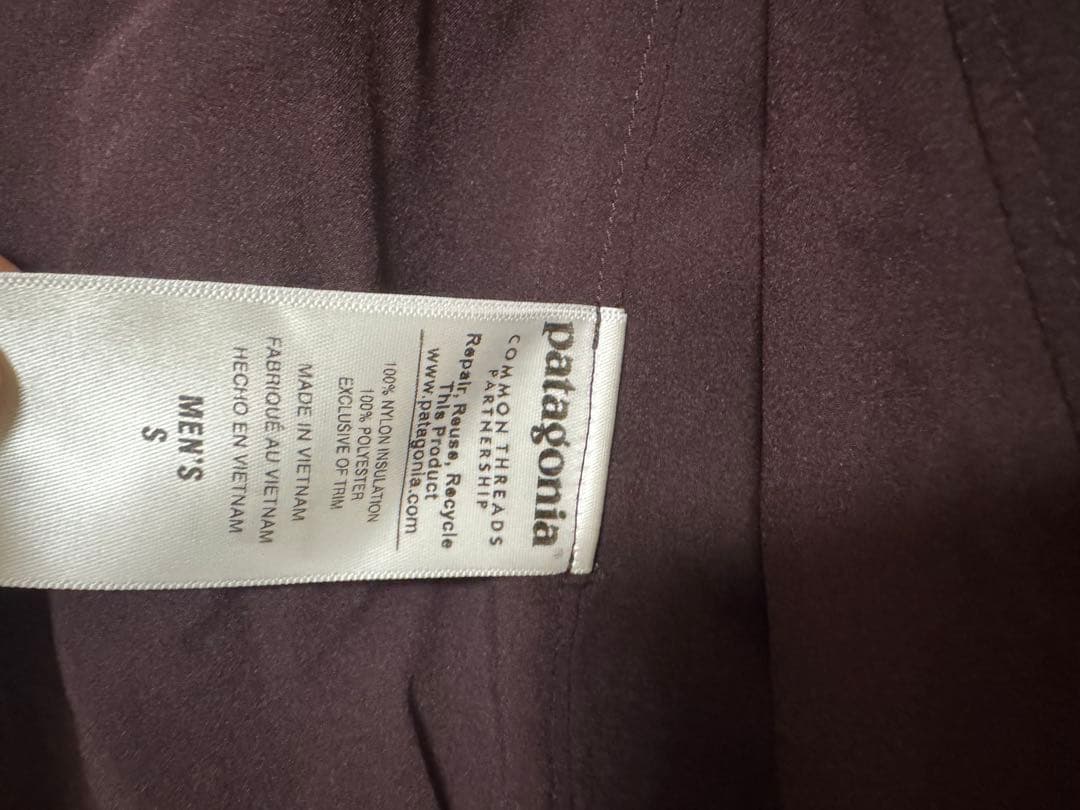 patagonia®
COMMON THREADS
PARTNERSHIP
Repair, Reuse, Recycle
This Product
www.patagonia.com
100% NYLON INSULATION
100% POLYESTER
EXCLUSIVE OF TRIM
MADE IN VIETNAM
FABRIQUÉ AU VIETNAM
HECHO EN VIETNAM
MEN'S
S